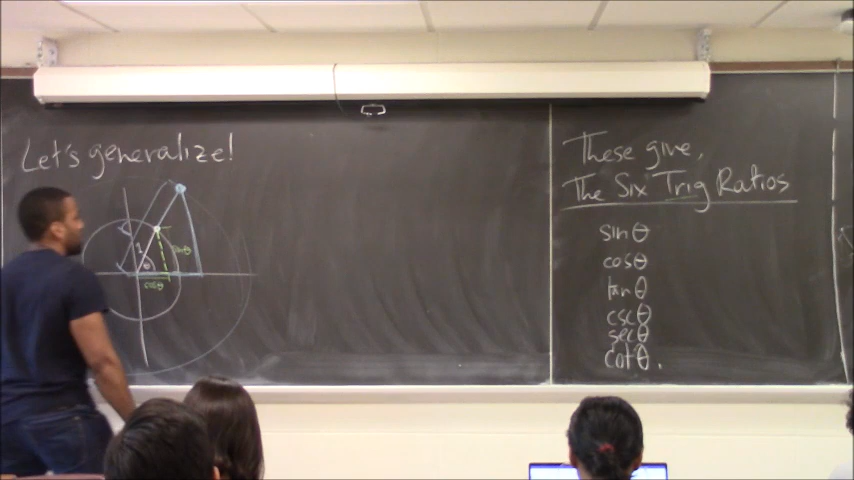 Let's generalize!
1
θ
sinθ
cosθ
These give,
The Six Trig Ratios
sinθ
cosθ
tanθ
cscθ
secθ
cotθ.